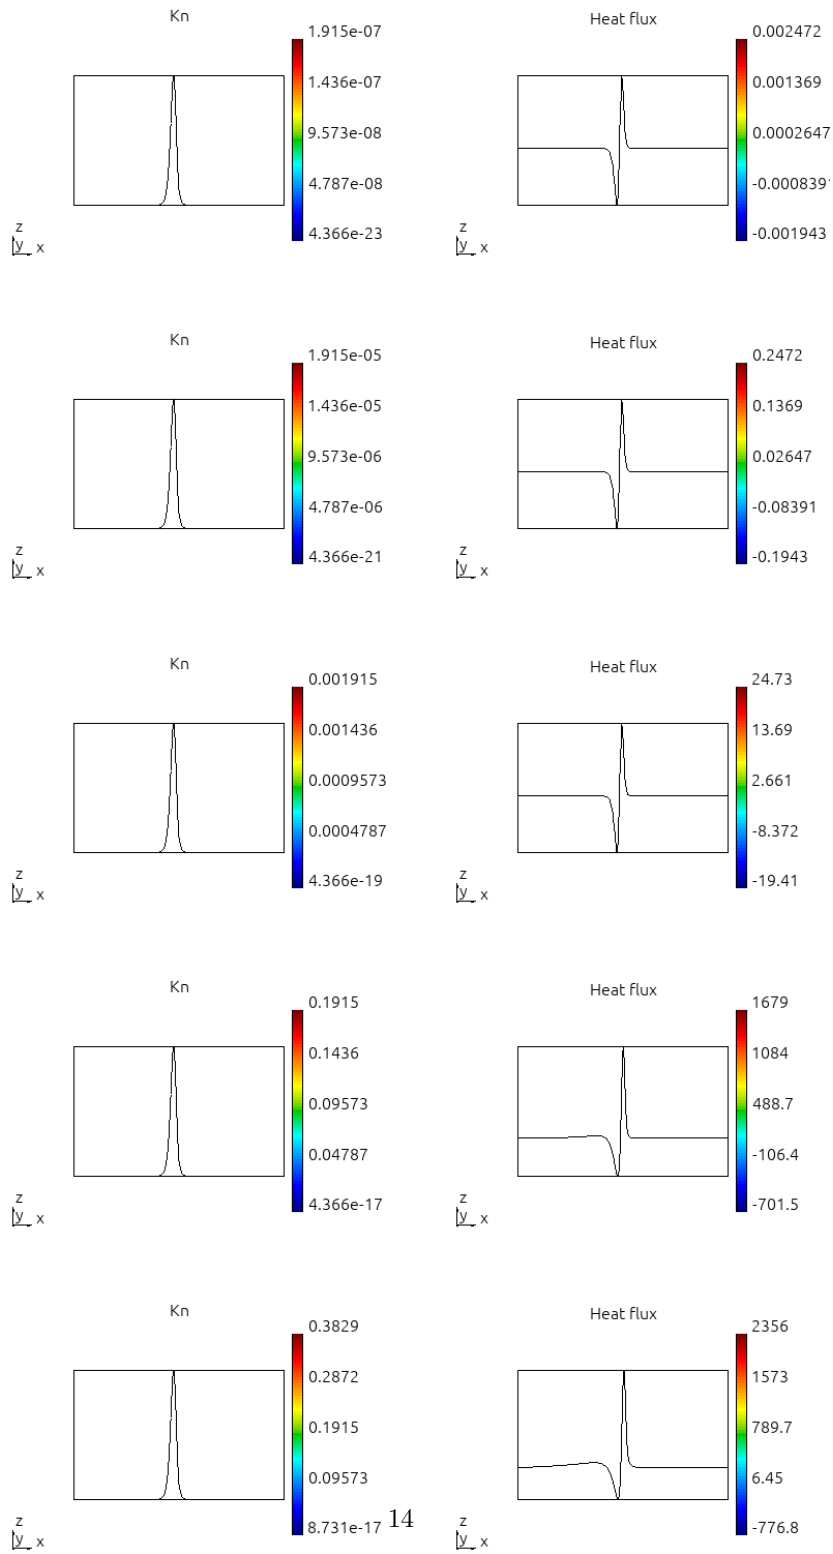 Kn
1.915e-07
1.436e-07
9.573e-08
4.787e-08
4.366e-23
z
y x
Heat flux
0.002472
0.001369
0.0002647
-0.0008391
-0.001943
z
y x
Kn
1.915e-05
1.436e-05
9.573e-06
4.787e-06
4.366e-21
z
y x
Heat flux
0.2472
0.1369
0.02647
-0.08391
-0.1943
z
y x
Kn
0.001915
0.001436
0.0009573
0.0004787
4.366e-19
z
y x
Heat flux
24.73
13.69
2.661
-8.372
-19.41
z
y x
Kn
0.1915
0.1436
0.09573
0.04787
4.366e-17
z
y x
Heat flux
1679
1084
488.7
-106.4
-701.5
z
y x
Kn
0.3829
0.2872
0.1915
0.09573
8.731e-17
z
y x
Heat flux
2356
1573
789.7
6.45
-776.8
z
y x
14